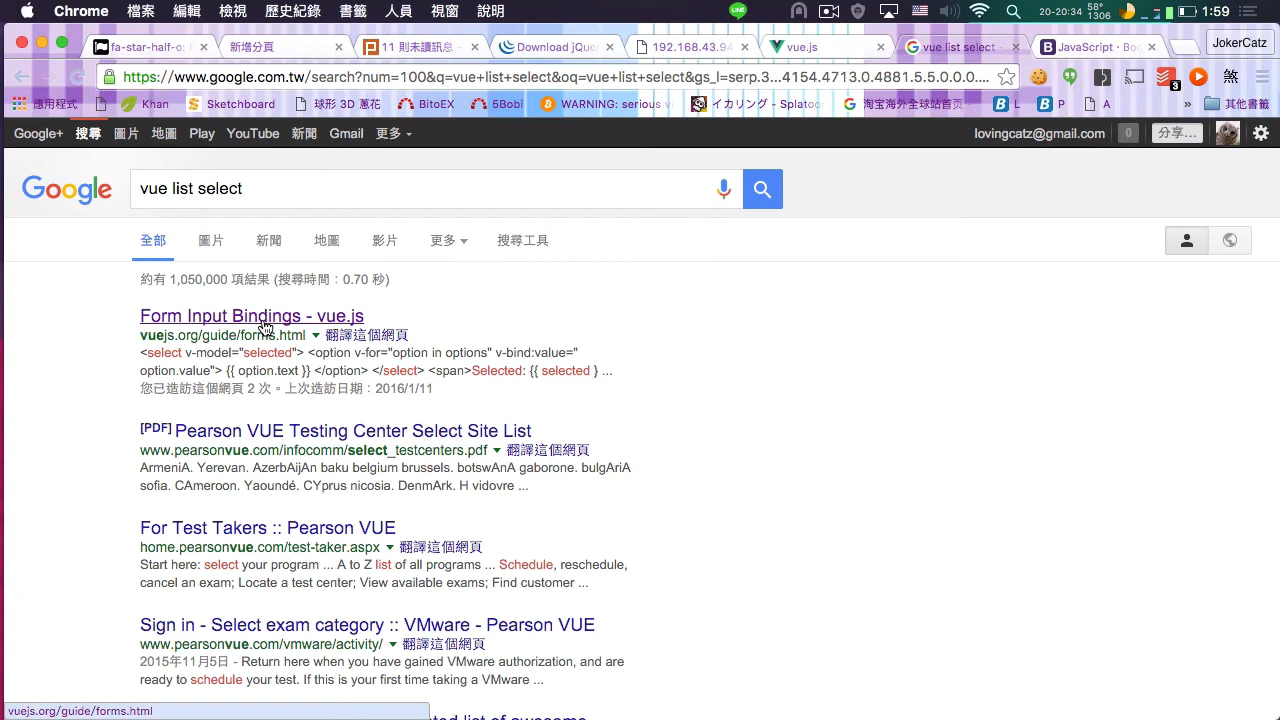 Chrome 檔案 編輯 檢視 歷史紀錄 書籤 人員 視窗 說明 LINE 20-20-34 58° 1306 1:59
fa-star-half-o: F × 新增分頁 × 11 則未讀訊息 - × Download jQuer × 192.168.43.94 × vue.js × vue list select - × JavaScript · Boo × JokerCatz
https://www.google.com.tw/search?num=100&q=vue+list+select&oq=vue+list+select&gs_l=serp.3...4154.4713.0.4881.5.5.0.0.0.0.... 3 煞
應用程式 Khan Sketchboard 球形 3D 蔥花 BitoEX 5Bobi WARNING: serious v イカリング - Splatoo 淘宝海外全球站首页 L P A » 其他書籤
Google+ 搜尋 圖片 地圖 Play YouTube 新聞 Gmail 更多 lovingcatz@gmail.com 0 分享...
Google vue list select
全部 圖片 新聞 地圖 影片 更多 搜尋工具
約有 1,050,000 項結果 (搜尋時間：0.70 秒)
Form Input Bindings - vue.js
vuejs.org/guide/forms.html 翻譯這個網頁
<select v-model="selected"> <option v-for="option in options" v-bind:value="
option.value"> {{ option.text }} </option> </select> <span>Selected: {{ selected } ...
您已造訪這個網頁 2 次。上次造訪日期：2016/1/11
[PDF] Pearson VUE Testing Center Select Site List
www.pearsonvue.com/infocomm/select_testcenters.pdf 翻譯這個網頁
ArmeniA. Yerevan. AzerbAijAn baku belgium brussels. botswAnA gaborone. bulgAriA
sofia. CAmeroon. Yaoundé. CYprus nicosia. DenmArk. H vidovre ...
For Test Takers :: Pearson VUE
home.pearsonvue.com/test-taker.aspx 翻譯這個網頁
Start here: select your program ... A to Z list of all programs ... Schedule, reschedule,
cancel an exam; Locate a test center; View available exams; Find customer ...
Sign in - Select exam category :: VMware - Pearson VUE
www.pearsonvue.com/vmware/activity/ 翻譯這個網頁
2015年11月5日 - Return here when you have gained VMware authorization, and are
ready to schedule your test. If this is your first time taking a VMware ...
vuejs.org/guide/forms.html
list of awesome